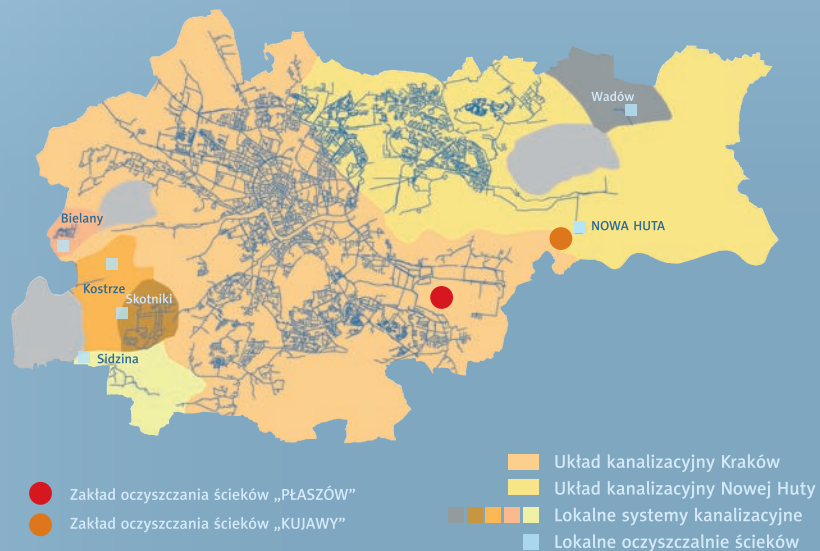 Wadów
Bielany
NOWA HUTA
Kostrze
Skotniki
Sidzina
Zakład oczyszczania ścieków „PŁASZÓW”
Zakład oczyszczania ścieków „KUJAWY”
Układ kanalizacyjny Kraków
Układ kanalizacyjny Nowej Huty
Lokalne systemy kanalizacyjne
Lokalne oczyszczalnie ścieków